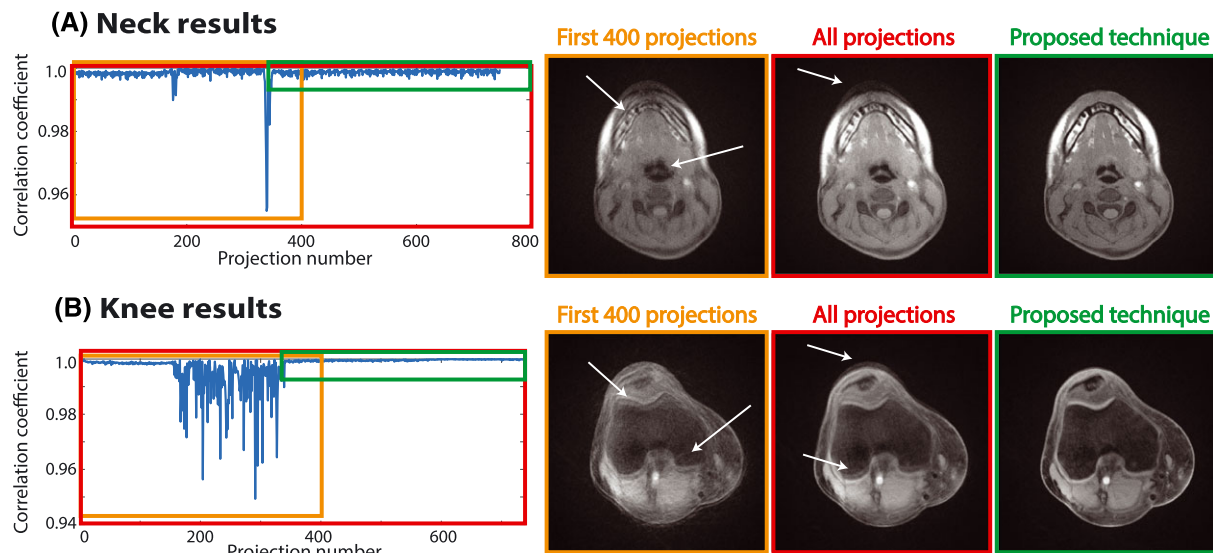 (A) Neck results
First 400 projections
All projections
Proposed technique
Correlation coefficient
1.0
0.98
0.96
0
200
400
600
800
Projection number
(B) Knee results
First 400 projections
All projections
Proposed technique
Correlation coefficient
1.0
0.98
0.96
0.94
0
200
400
600
Projection number